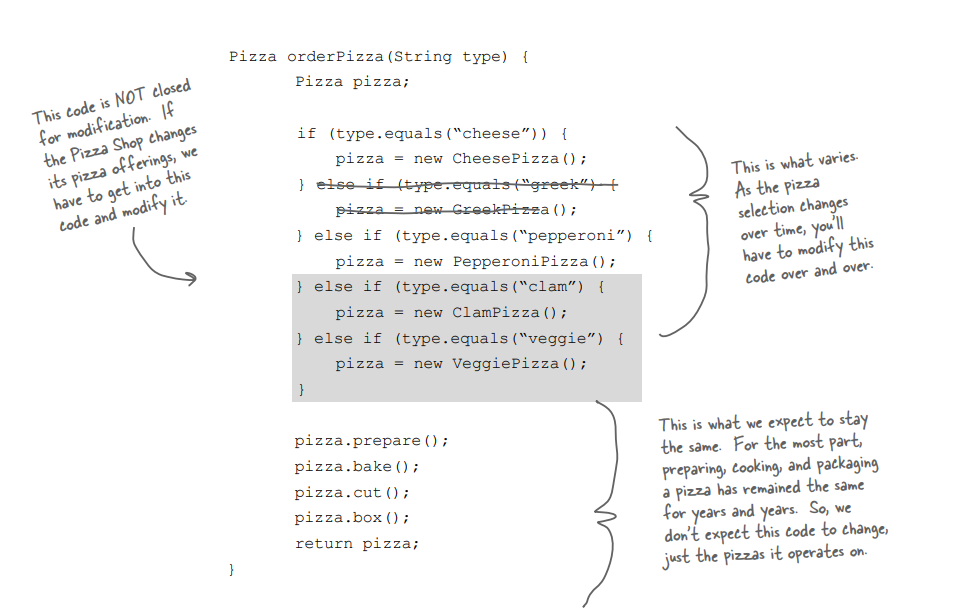 Pizza orderPizza(String type) {
Pizza pizza;
if (type.equals(“cheese”)) {
pizza = new CheesePizza();
} else if (type.equals(“greek”) {
pizza = new GreekPizza();
} else if (type.equals(“pepperoni”) {
pizza = new PepperoniPizza();
} else if (type.equals(“clam”) {
pizza = new ClamPizza();
} else if (type.equals(“veggie”) {
pizza = new VeggiePizza();
}
pizza.prepare();
pizza.bake();
pizza.cut();
pizza.box();
return pizza;
}
This code is NOT closed
for modification. If
the Pizza Shop changes
its pizza offerings, we
have to get into this
code and modify it.
This is what varies.
As the pizza
selection changes
over time, you’ll
have to modify this
code over and over.
This is what we expect to stay
the same. For the most part,
preparing, cooking, and packaging
a pizza has remained the same
for years and years. So, we
don’t expect this code to change,
just the pizzas it operates on.